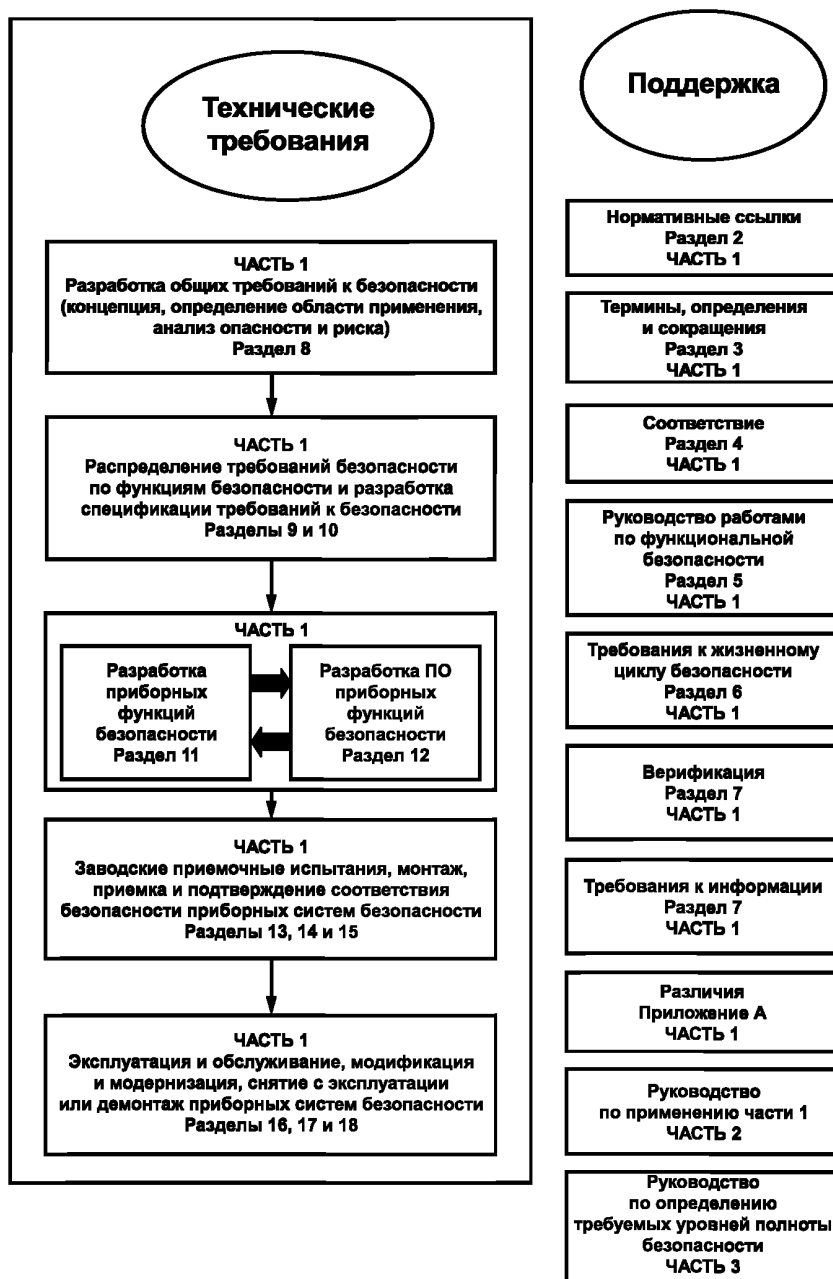 Технические
требования
ЧАСТЬ 1
Разработка общих требований к безопасности
(концепция, определение области применения,
анализ опасности и риска)
Раздел 8
ЧАСТЬ 1
Распределение требований безопасности
по функциям безопасности и разработка
спецификации требований к безопасности
Разделы 9 и 10
ЧАСТЬ 1
Разработка
приборных
функций
безопасности
Раздел 11
Разработка ПО
приборных
функций
безопасности
Раздел 12
ЧАСТЬ 1
Заводские приемочные испытания, монтаж,
приемка и подтверждение соответствия
безопасности приборных систем безопасности
Разделы 13, 14 и 15
ЧАСТЬ 1
Эксплуатация и обслуживание, модификация
и модернизация, снятие с эксплуатации
или демонтаж приборных систем безопасности
Разделы 16, 17 и 18
Поддержка
Нормативные ссылки
Раздел 2
ЧАСТЬ 1
Термины, определения
и сокращения
Раздел 3
ЧАСТЬ 1
Соответствие
Раздел 4
ЧАСТЬ 1
Руководство работами
по функциональной
безопасности
Раздел 5
ЧАСТЬ 1
Требования к жизненному
циклу безопасности
Раздел 6
ЧАСТЬ 1
Верификация
Раздел 7
ЧАСТЬ 1
Требования к информации
Раздел 7
ЧАСТЬ 1
Различия
Приложение А
ЧАСТЬ 1
Руководство
по применению части 1
ЧАСТЬ 2
Руководство
по определению
требуемых уровней полноты
безопасности
ЧАСТЬ 3